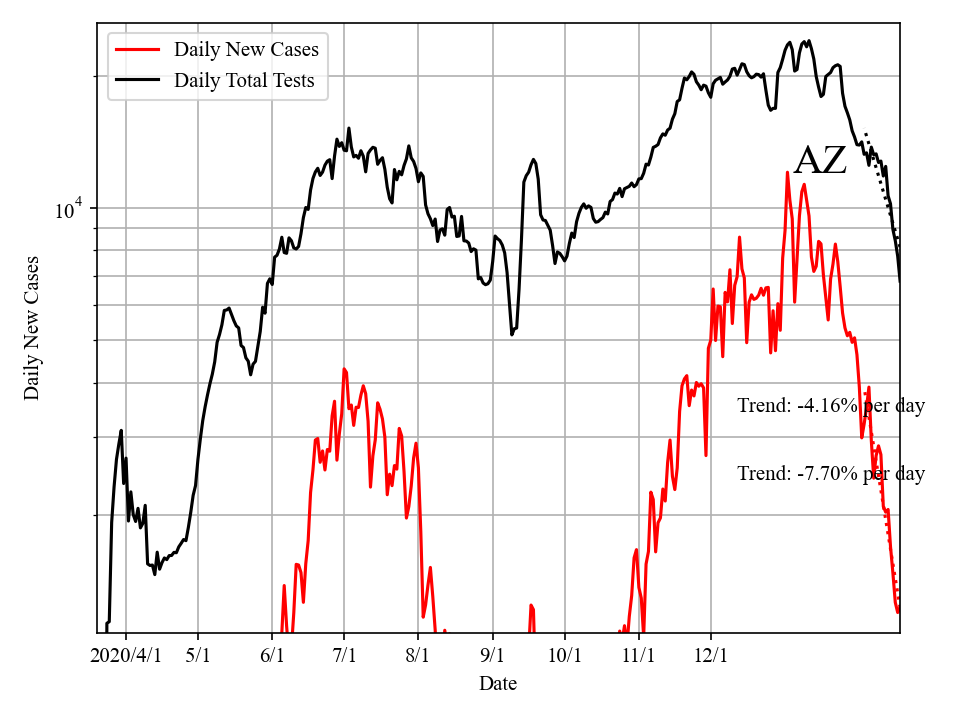 Daily New Cases
Daily Total Tests
AZ
10^4
Daily New Cases
Trend: -4.16% per day
Trend: -7.70% per day
2020/4/1 5/1 6/1 7/1 8/1 9/1 10/1 11/1 12/1
Date